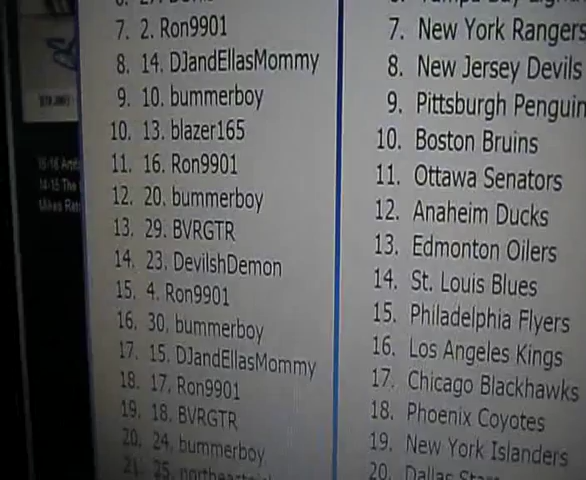 7. 2. Ron9901
8. 14. DJandEllasMommy
9. 10. bummerboy
10. 13. blazer165
11. 16. Ron9901
12. 20. bummerboy
13. 29. BVRGTR
14. 23. DevilshDemon
15. 4. Ron9901
16. 30. bummerboy
17. 15. DJandEllasMommy
18. 17. Ron9901
19. 18. BVRGTR
20. 24. bummerboy
21. 25.
7. New York Rangers
8. New Jersey Devils
9. Pittsburgh Penguin
10. Boston Bruins
11. Ottawa Senators
12. Anaheim Ducks
13. Edmonton Oilers
14. St. Louis Blues
15. Philadelphia Flyers
16. Los Angeles Kings
17. Chicago Blackhawks
18. Phoenix Coyotes
19. New York Islanders
20. Dallas